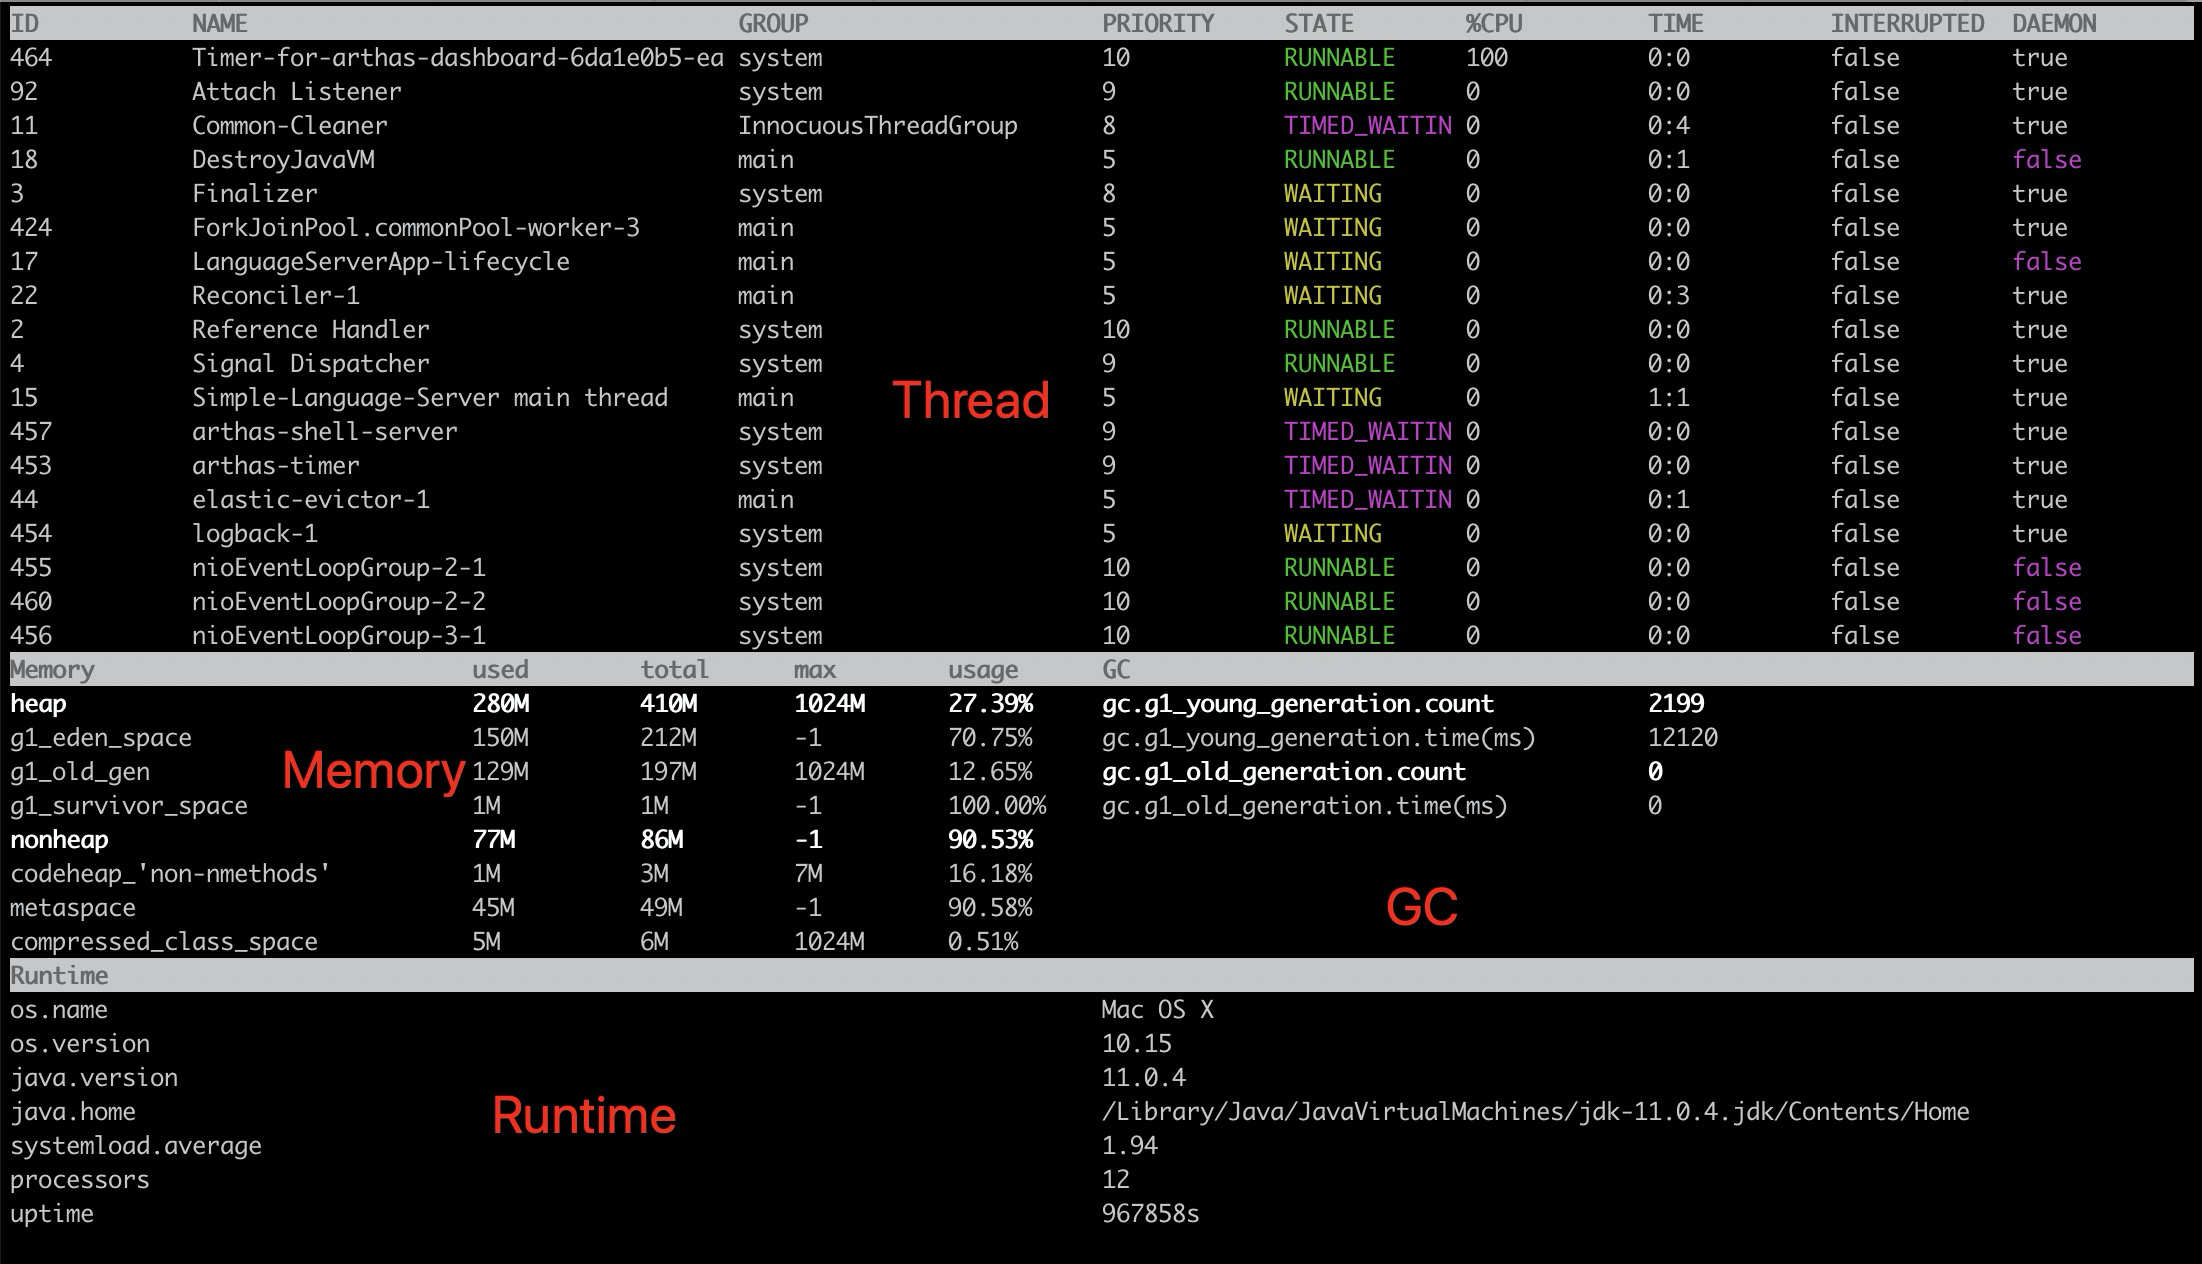 ID NAME GROUP PRIORITY STATE %CPU TIME INTERRUPTED DAEMON
464 Timer-for-arthas-dashboard-6da1e0b5-ea system 10 RUNNABLE 100 0:0 false true
92 Attach Listener system 9 RUNNABLE 0 0:0 false true
11 Common-Cleaner InnocuousThreadGroup 8 TIMED_WAITIN 0 0:4 false true
18 DestroyJavaVM main 5 RUNNABLE 0 0:1 false false
3 Finalizer system 8 WAITING 0 0:0 false true
424 ForkJoinPool.commonPool-worker-3 main 5 WAITING 0 0:0 false true
17 LanguageServerApp-lifecycle main 5 WAITING 0 0:0 false false
22 Reconciler-1 main 5 WAITING 0 0:3 false true
2 Reference Handler system 10 RUNNABLE 0 0:0 false true
4 Signal Dispatcher system 9 RUNNABLE 0 0:0 false true
15 Simple-Language-Server main thread main 5 WAITING 0 1:1 false true
Thread
457 arthas-shell-server system 9 TIMED_WAITIN 0 0:0 false true
453 arthas-timer system 9 TIMED_WAITIN 0 0:0 false true
44 elastic-evictor-1 main 5 TIMED_WAITIN 0 0:1 false true
454 logback-1 system 5 WAITING 0 0:0 false true
455 nioEventLoopGroup-2-1 system 10 RUNNABLE 0 0:0 false false
460 nioEventLoopGroup-2-2 system 10 RUNNABLE 0 0:0 false false
456 nioEventLoopGroup-3-1 system 10 RUNNABLE 0 0:0 false false
Memory used total max usage GC
heap 280M 410M 1024M 27.39% gc.g1_young_generation.count 2199
g1_eden_space 150M 212M -1 70.75% gc.g1_young_generation.time(ms) 12120
g1_old_gen 129M 197M 1024M 12.65% gc.g1_old_generation.count 0
Memory
g1_survivor_space 1M 1M -1 100.00% gc.g1_old_generation.time(ms) 0
nonheap 77M 86M -1 90.53%
codeheap_'non-nmethods' 1M 3M 7M 16.18%
metaspace 45M 49M -1 90.58%
GC
compressed_class_space 5M 6M 1024M 0.51%
Runtime
os.name Mac OS X
os.version 10.15
java.version 11.0.4
java.home /Library/Java/JavaVirtualMachines/jdk-11.0.4.jdk/Contents/Home
Runtime
systemload.average 1.94
processors 12
uptime 967858s